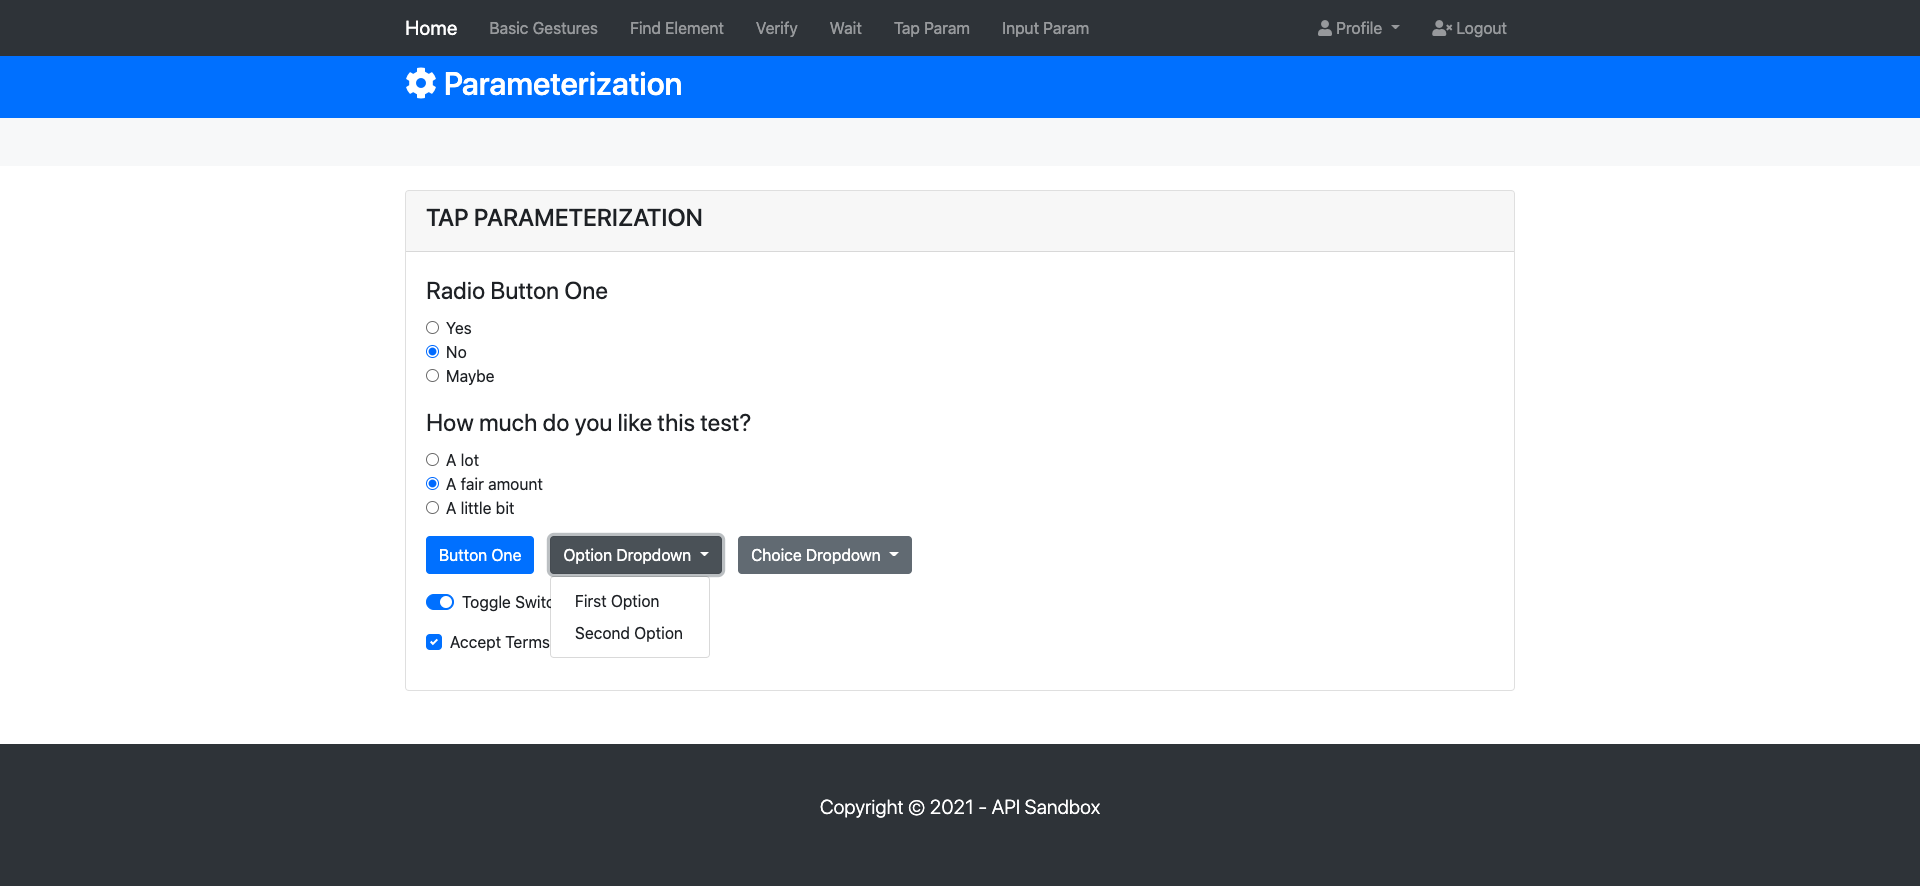 Home Basic Gestures Find Element Verify Wait Tap Param Input Param Profile Logout
Parameterization
TAP PARAMETERIZATION
Radio Button One
Yes
No
Maybe
How much do you like this test?
A lot
A fair amount
A little bit
Button One Option Dropdown Choice Dropdown
Toggle
First Option
Second Option
Accept Terms
Copyright © 2021 - API Sandbox